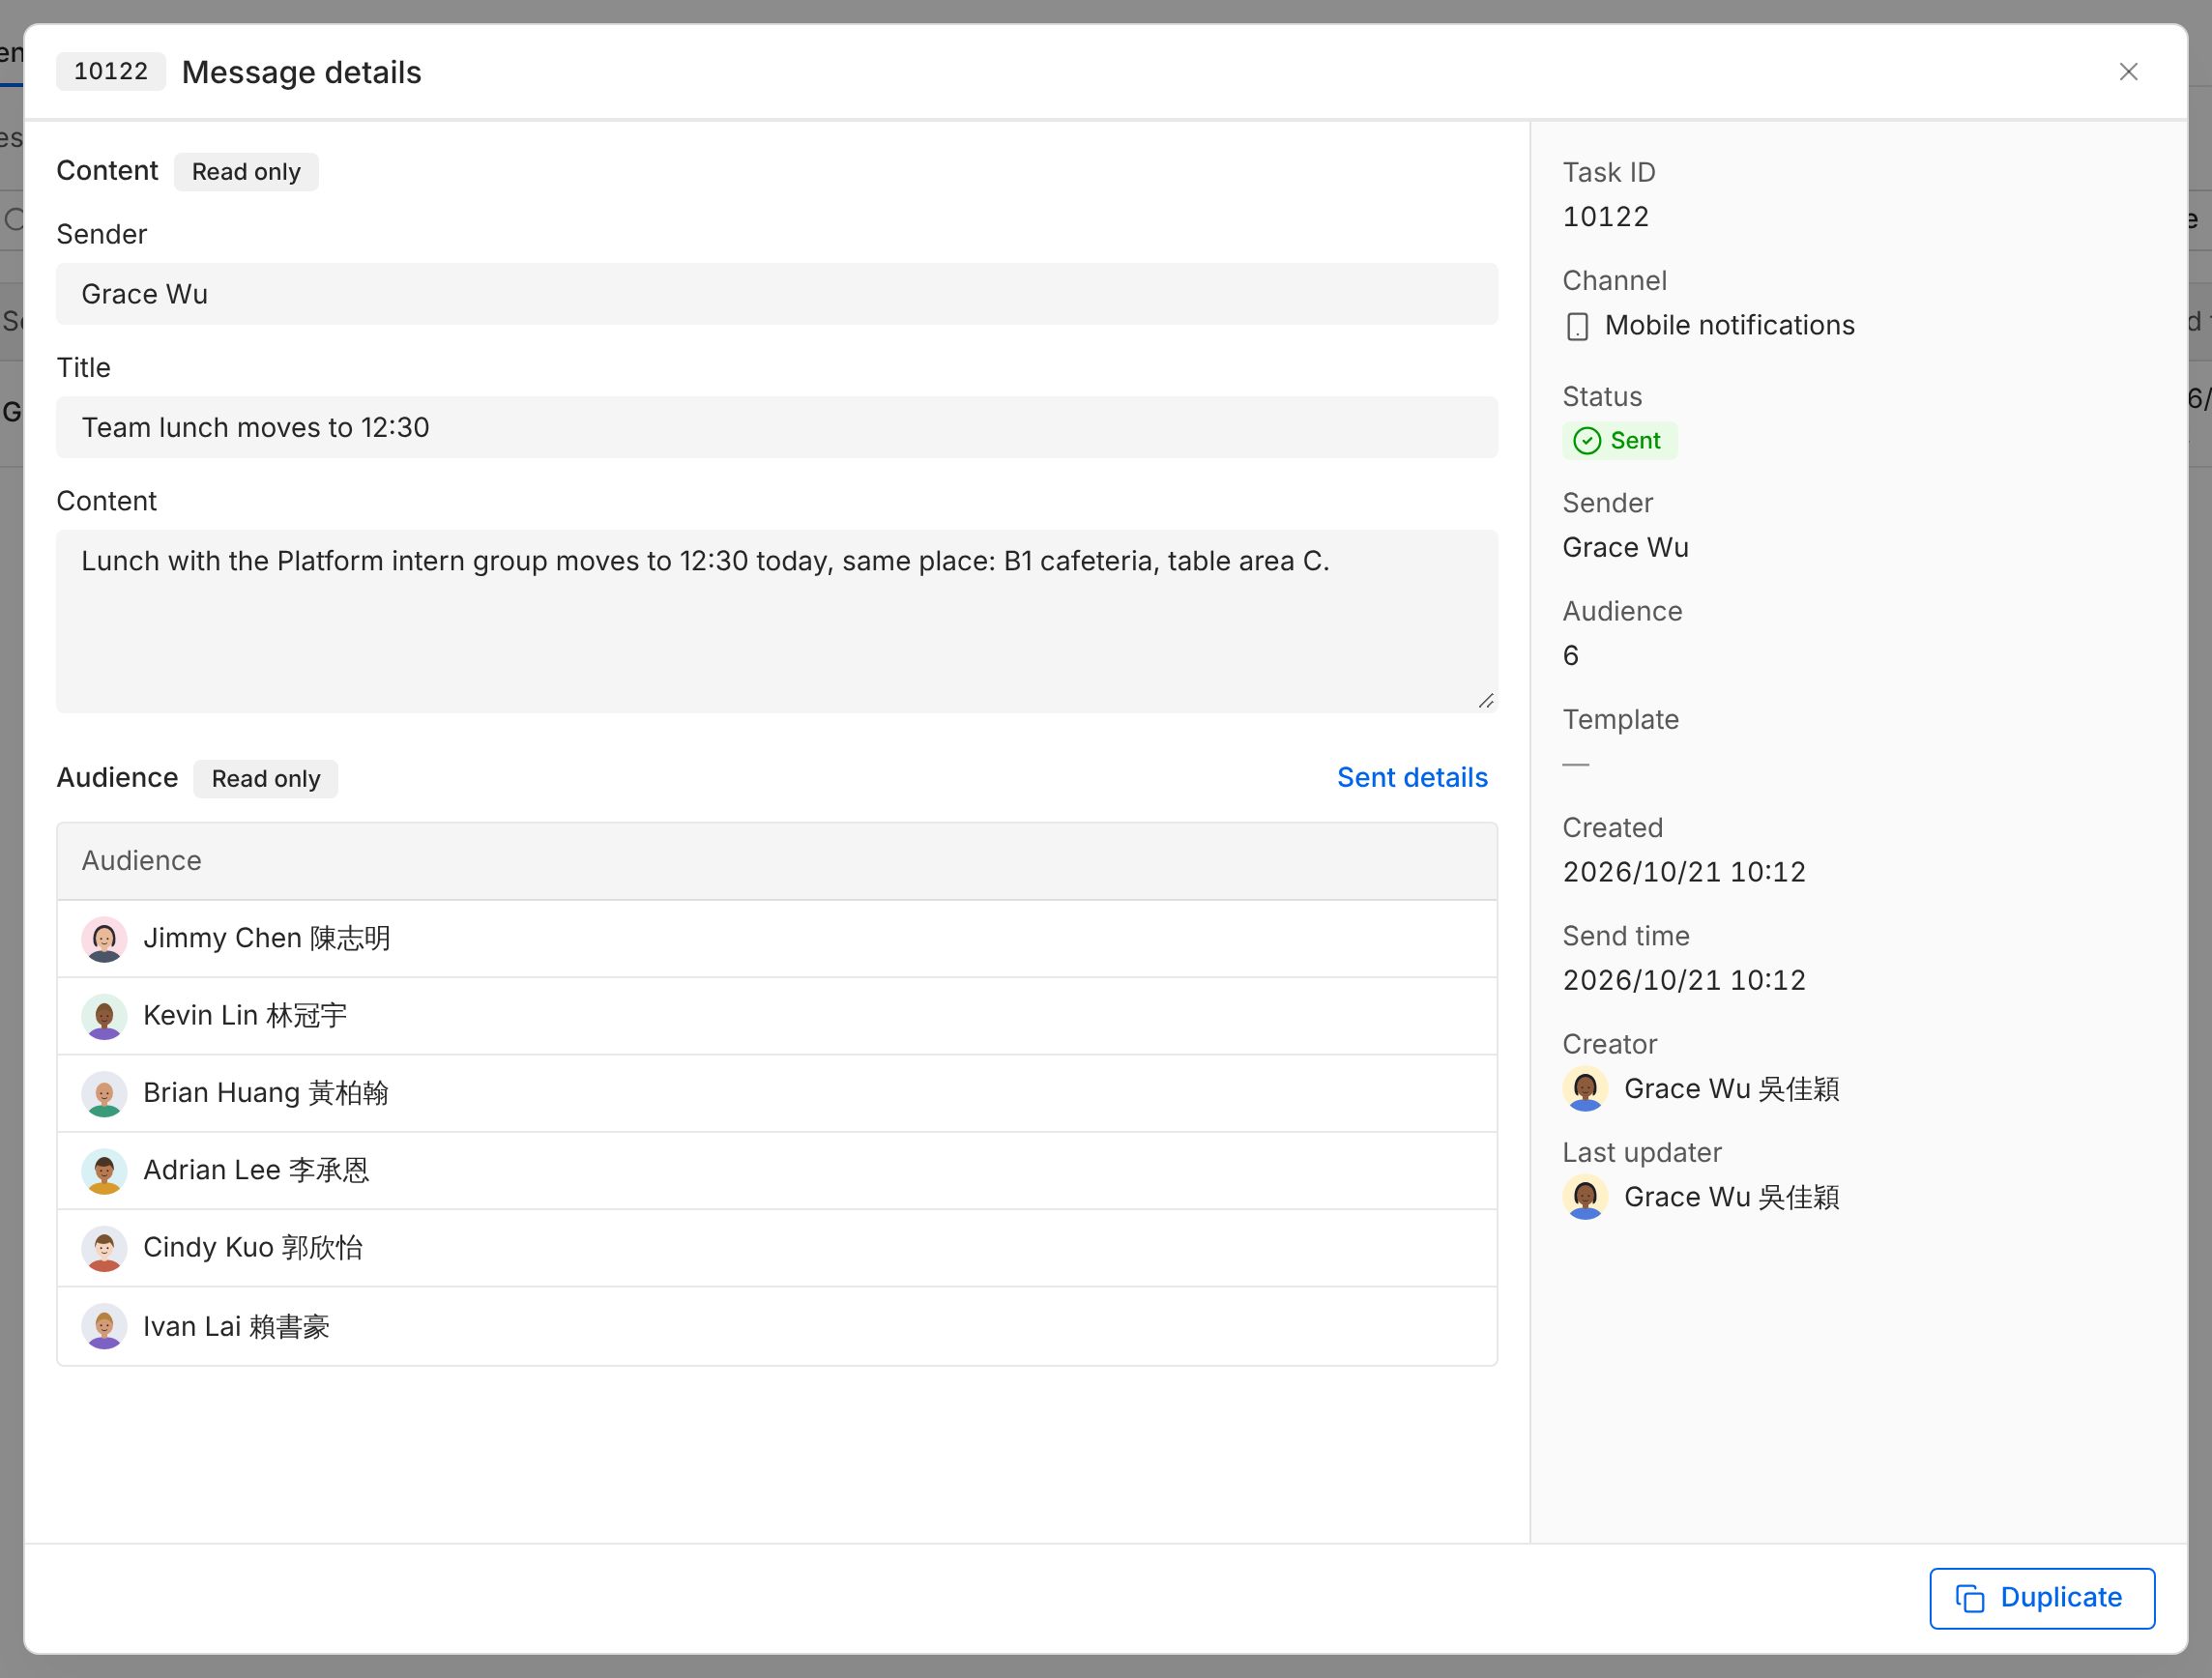 10122 Message details
Content Read only
Sender
Grace Wu
Title
Team lunch moves to 12:30
Content
Lunch with the Platform intern group moves to 12:30 today, same place: B1 cafeteria, table area C.
Audience Read only
Sent details
Audience
Jimmy Chen 陳志明
Kevin Lin 林冠宇
Brian Huang 黃柏翰
Adrian Lee 李承恩
Cindy Kuo 郭欣怡
Ivan Lai 賴書豪
Task ID
10122
Channel
Mobile notifications
Status
Sent
Sender
Grace Wu
Audience
6
Template
—
Created
2026/10/21 10:12
Send time
2026/10/21 10:12
Creator
Grace Wu 吳佳穎
Last updater
Grace Wu 吳佳穎
Duplicate